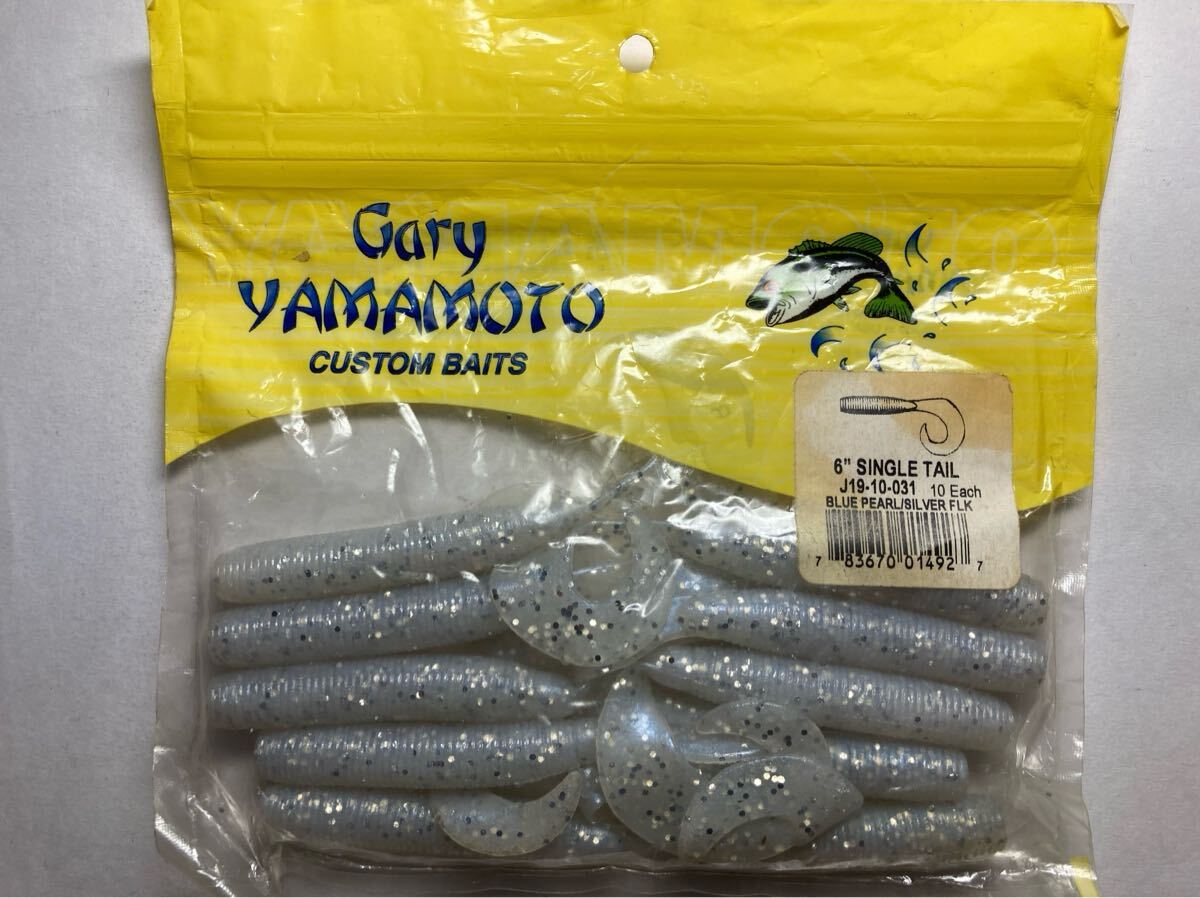 Gary
YAMAMOTO
CUSTOM BAITS
YAMAMOTO
6" SINGLE TAIL
J19-10-031 10 Each
BLUE PEARL/SILVER FLK
7 83670 01492 7